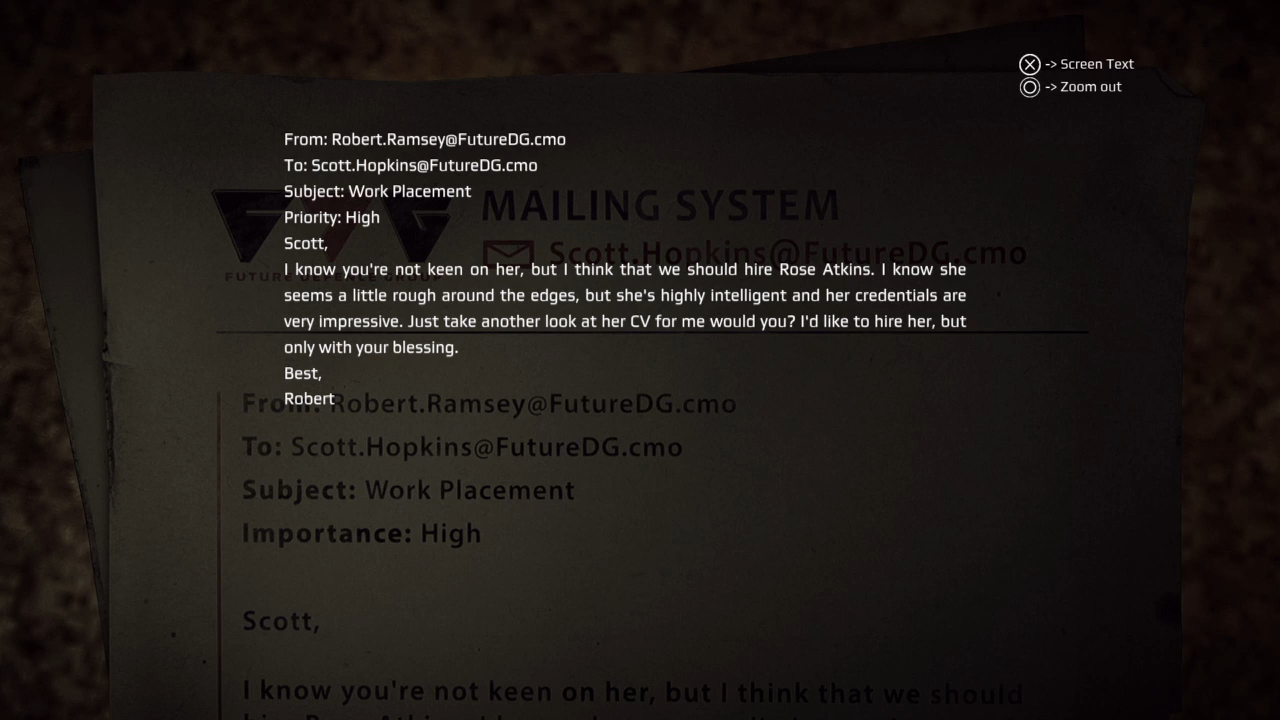 -> Screen Text
-> Zoom out
From: Robert.Ramsey@FutureDG.cmo
To: Scott.Hopkins@FutureDG.cmo
Subject: Work Placement
Priority: High
Scott,
I know you're not keen on her, but I think that we should hire Rose Atkins. I know she
seems a little rough around the edges, but she's highly intelligent and her credentials are
very impressive. Just take another look at her CV for me would you? I'd like to hire her, but
only with your blessing.
Best,
Robert
FDG MAILING SYSTEM
Scott.Hopkins@FutureDG.cmo
FUTURE DEFENCE GROUP
From: Robert.Ramsey@FutureDG.cmo
To: Scott.Hopkins@FutureDG.cmo
Subject: Work Placement
Importance: High
Scott,
I know you're not keen on her, but I think that we should